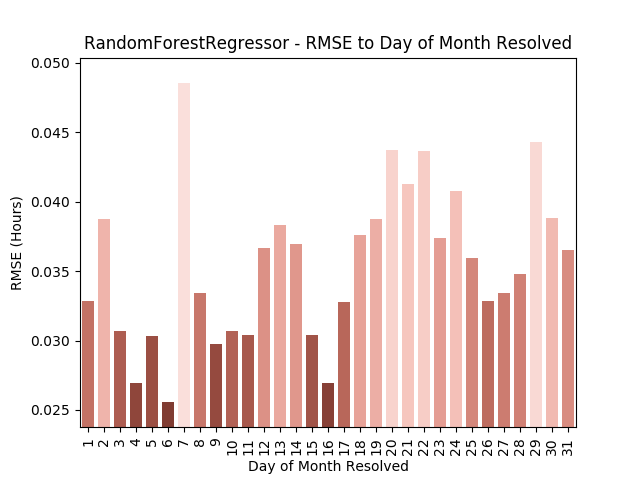 RandomForestRegressor - RMSE to Day of Month Resolved
0.050
0.045
0.040
0.035
0.030
0.025
RMSE (Hours)
1 2 3 4 5 6 7 8 9 10 11 12 13 14 15 16 17 18 19 20 21 22 23 24 25 26 27 28 29 30 31
Day of Month Resolved